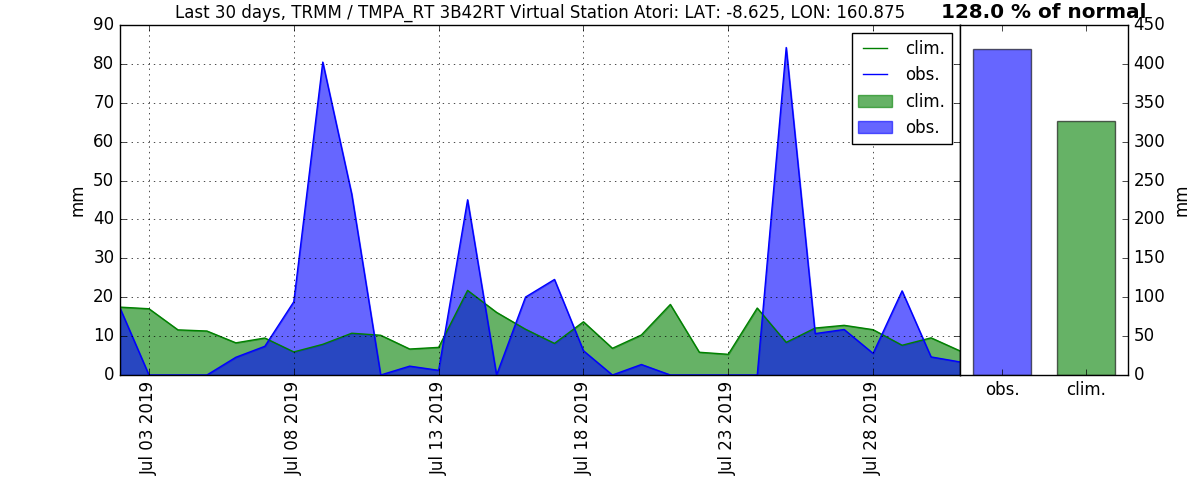 Last 30 days, TRMM / TMPA_RT 3B42RT Virtual Station Atori: LAT: -8.625, LON: 160.875
128.0 % of normal
90
80
70
60
50
40
30
20
10
0
mm
clim.
obs.
clim.
obs.
Jul 03 2019
Jul 08 2019
Jul 13 2019
Jul 18 2019
Jul 23 2019
Jul 28 2019
450
400
350
300
250
200
150
100
50
0
mm
obs.
clim.